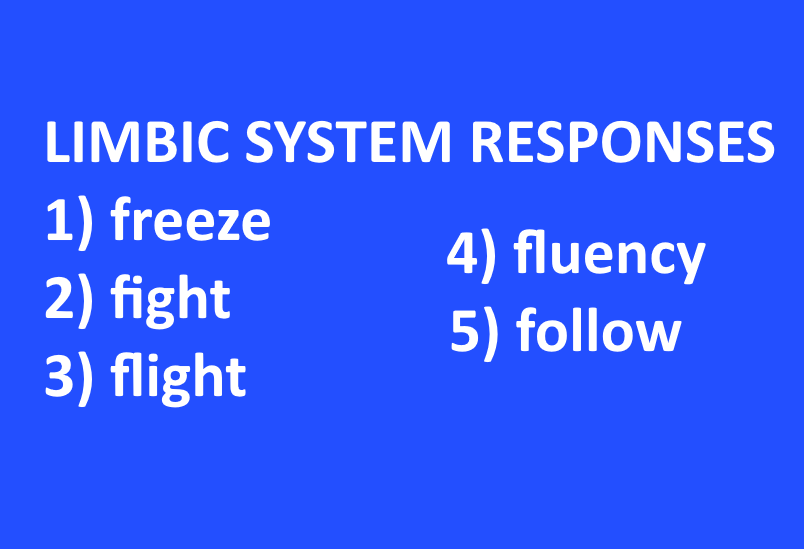 LIMBIC SYSTEM RESPONSES
1) freeze
2) fight
3) flight
4) fluency
5) follow